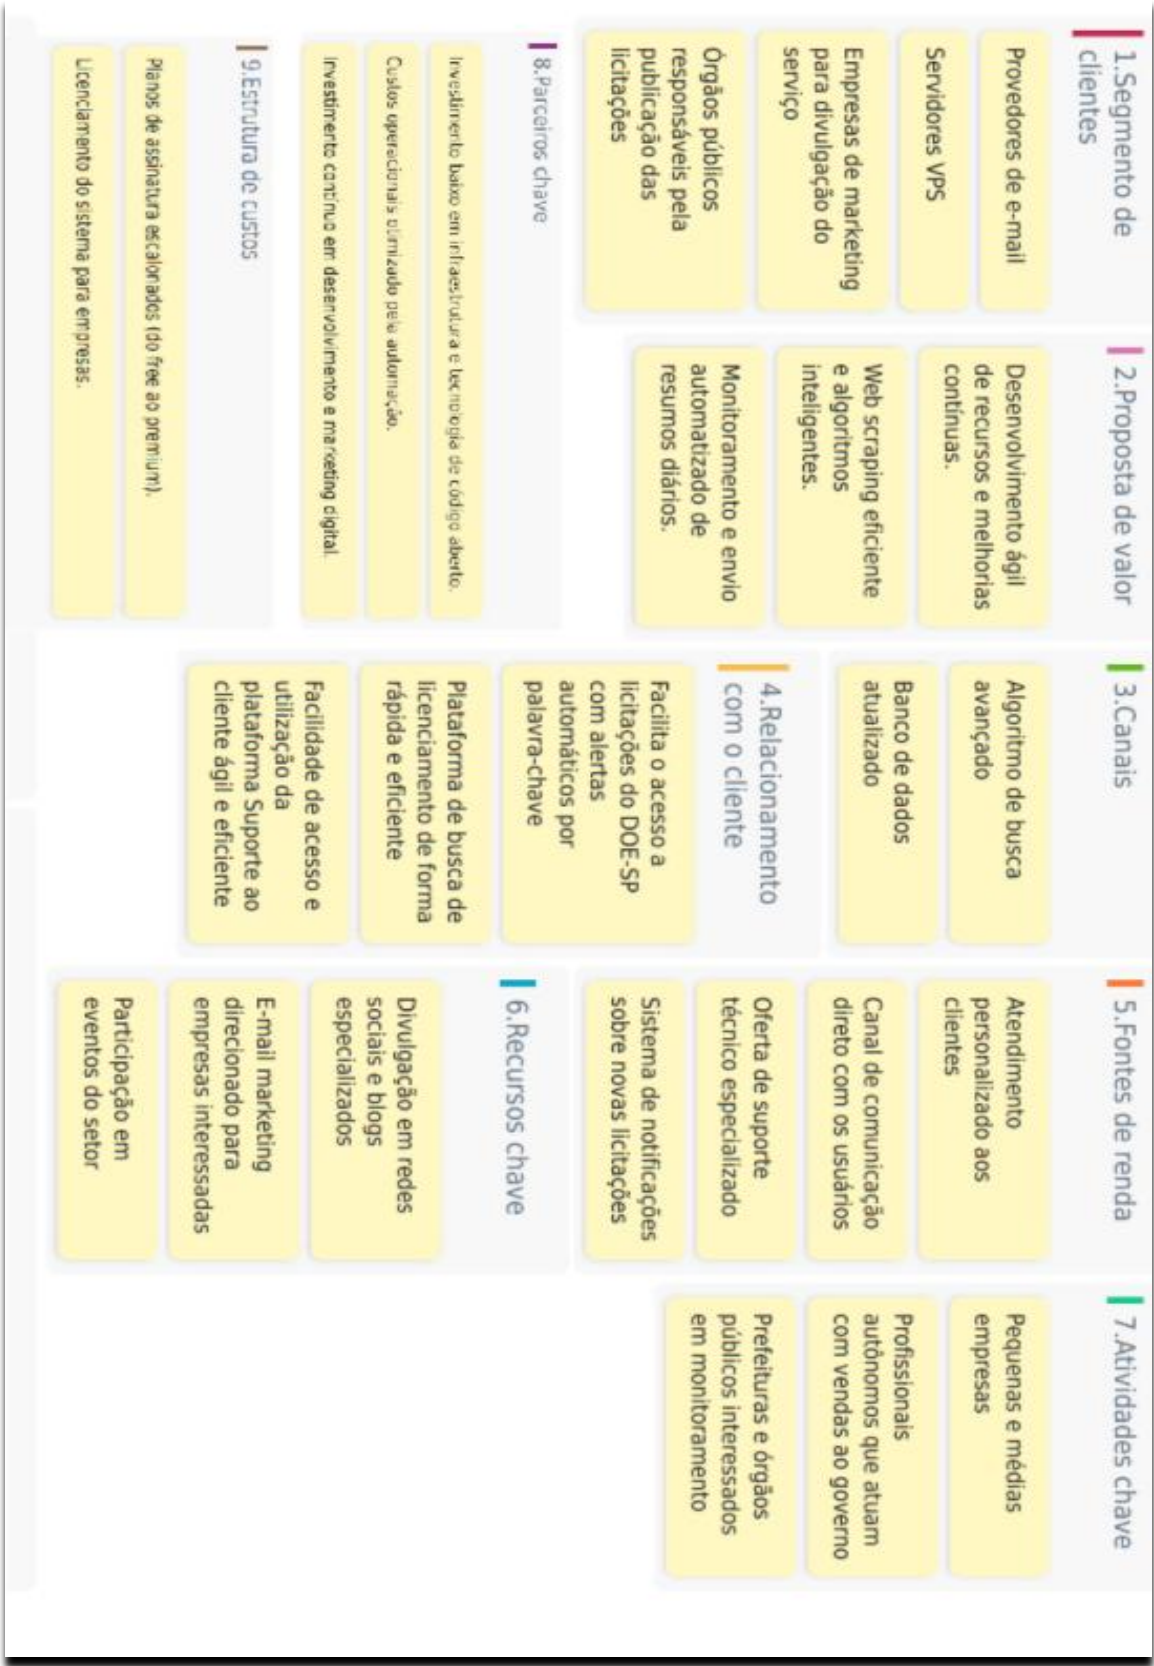 1.Segmento de
clientes
Provedores de e-mail
Servidores VPS
Empresas de marketing
para divulgação do
serviço
Órgãos públicos
responsáveis pela
publicação das
licitações
2.Proposta de valor
Desenvolvimento ágil
de recursos e melhorias
contínuas.
Web scraping eficiente
e algoritmos
inteligentes.
Monitoramento e envio
automatizado de
resumos diários.
3.Canais
Algoritmo de busca
avançado
Banco de dados
atualizado
4.Relacionamento
com o cliente
Facilita o acesso a
licitações do DOE-SP
com alertas
automáticos por
palavra-chave
Plataforma de busca de
licenciamento de forma
rápida e eficiente
Facilidade de acesso e
utilização da
plataforma Suporte ao
cliente ágil e eficiente
5.Fontes de renda
Atendimento
personalizado aos
clientes
Canal de comunicação
direto com os usuários
Oferta de suporte
técnico especializado
Sistema de notificações
sobre novas licitações
6.Recursos chave
Divulgação em redes
sociais e blogs
especializados
E-mail marketing
direcionado para
empresas interessadas
Participação em
eventos do setor
7.Atividades chave
Pequenas e médias
empresas
Profissionais
autônomos que atuam
com vendas ao governo
Prefeituras e órgãos
públicos interessados
em monitoramento
8.Parceiros chave
Investimento baixo em infraestrutura e tecnologia de código aberto.
Custos operacionais otimizado pela automação.
Investimento contínuo em desenvolvimento e marketing digital.
9.Estrutura de custos
Planos de assinatura escalonados (do free ao premium).
Licenciamento do sistema para empresas.